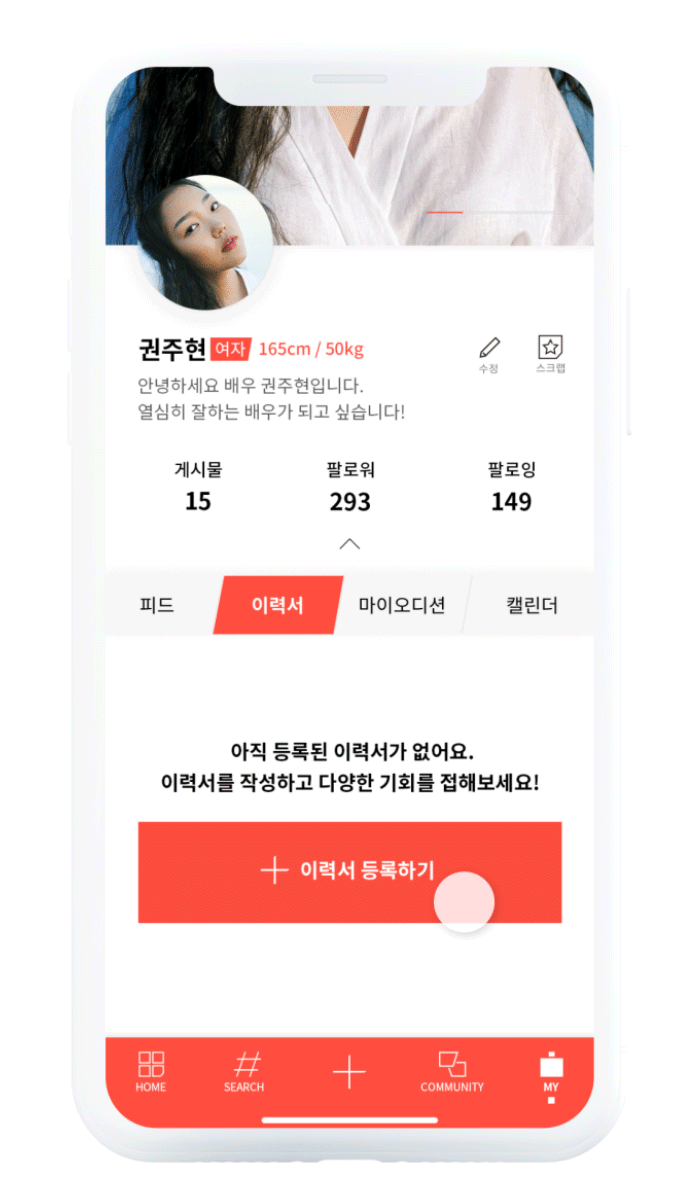 권주현 여자 165cm / 50kg
수정
스크랩
안녕하세요 배우 권주현입니다.
열심히 잘하는 배우가 되고 싶습니다!
게시물 팔로워 팔로잉
15 293 149
피드 이력서 마이오디션 캘린더
아직 등록된 이력서가 없어요.
이력서를 작성하고 다양한 기회를 접해보세요!
이력서 등록하기
HOME SEARCH COMMUNITY MY